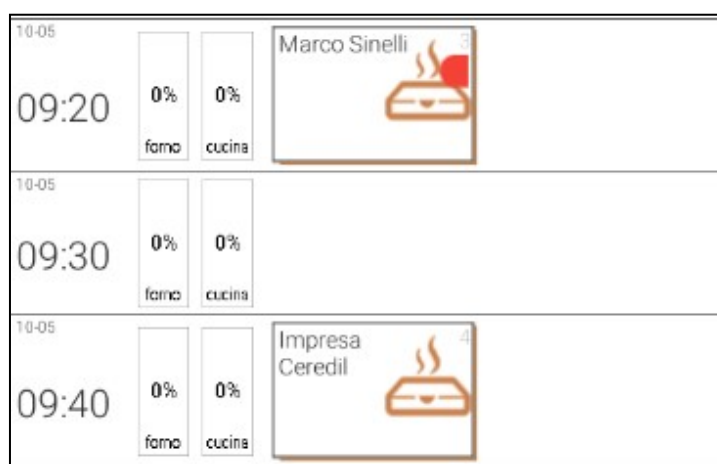 10-05
09:20
0%
forno
0%
cucina
Marco Sinelli
3
10-05
09:30
0%
forno
0%
cucina
10-05
09:40
0%
forno
0%
cucina
Impresa
Ceredil
4